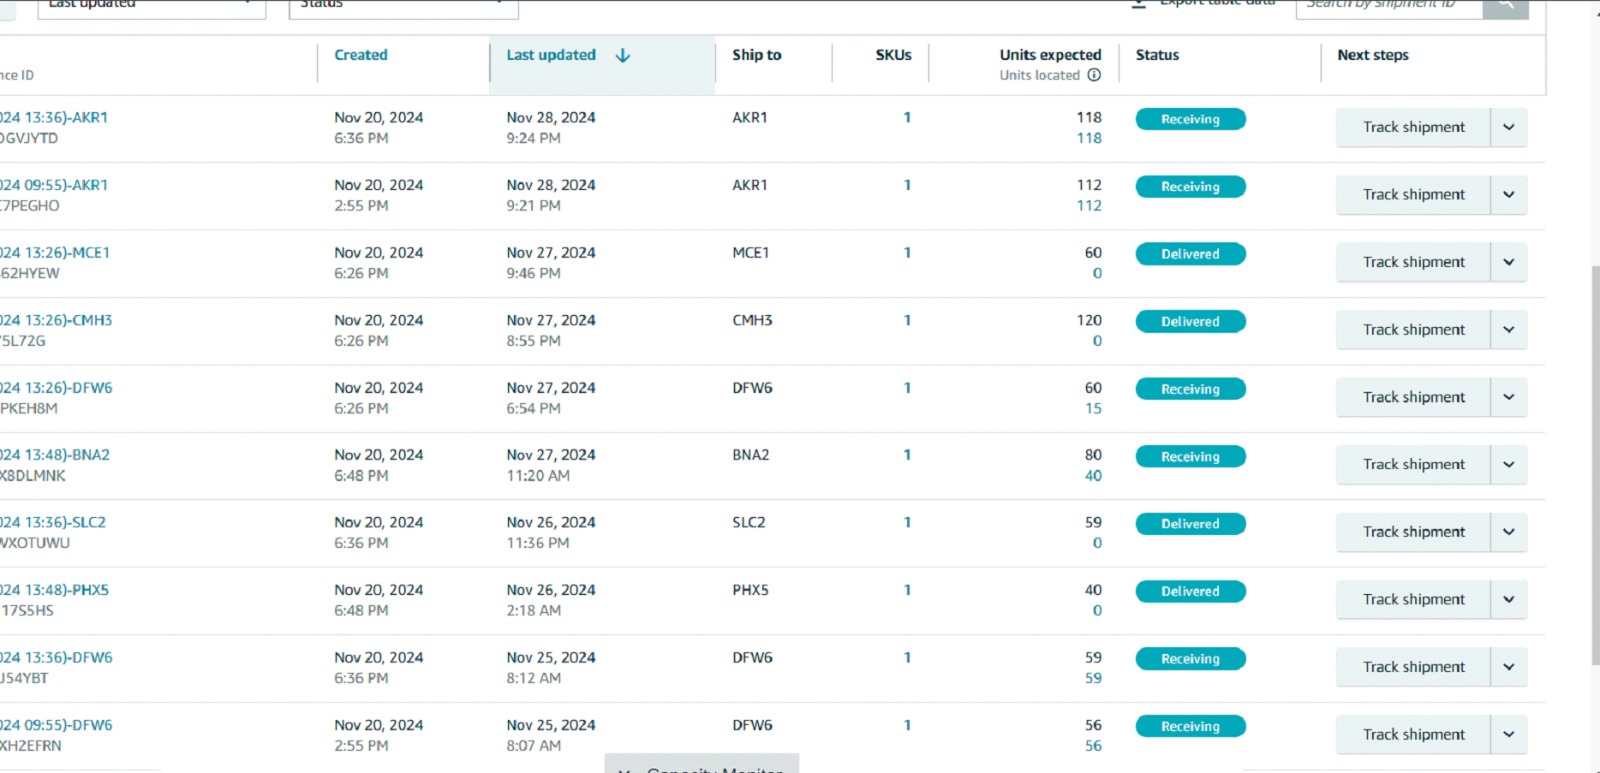 Last updated Status Export table data Search by shipment ID
Created Last updated Ship to SKUs Units expected Status Next steps
nce ID Units located
024 13:36)-AKR1 Nov 20, 2024 Nov 28, 2024 AKR1 1 118 Receiving Track shipment
OGVJYTD 6:36 PM 9:24 PM 118
024 09:55)-AKR1 Nov 20, 2024 Nov 28, 2024 AKR1 1 112 Receiving Track shipment
C7PEGHO 2:55 PM 9:21 PM 112
024 13:26)-MCE1 Nov 20, 2024 Nov 27, 2024 MCE1 1 60 Delivered Track shipment
62HYEW 6:26 PM 9:46 PM 0
024 13:26)-CMH3 Nov 20, 2024 Nov 27, 2024 CMH3 1 120 Delivered Track shipment
5L72G 6:26 PM 8:55 PM 0
024 13:26)-DFW6 Nov 20, 2024 Nov 27, 2024 DFW6 1 60 Receiving Track shipment
PKEH8M 6:26 PM 6:54 PM 15
024 13:48)-BNA2 Nov 20, 2024 Nov 27, 2024 BNA2 1 80 Receiving Track shipment
X8DLMNK 6:48 PM 11:20 AM 40
024 13:36)-SLC2 Nov 20, 2024 Nov 26, 2024 SLC2 1 59 Delivered Track shipment
WXOTUWU 6:36 PM 11:36 PM 0
024 13:48)-PHX5 Nov 20, 2024 Nov 26, 2024 PHX5 1 40 Delivered Track shipment
17S5HS 6:48 PM 2:18 AM 0
024 13:36)-DFW6 Nov 20, 2024 Nov 25, 2024 DFW6 1 59 Receiving Track shipment
J54YBT 6:36 PM 8:12 AM 59
024 09:55)-DFW6 Nov 20, 2024 Nov 25, 2024 DFW6 1 56 Receiving Track shipment
XH2EFRN 2:55 PM 8:07 AM 56
Capacity Monitor